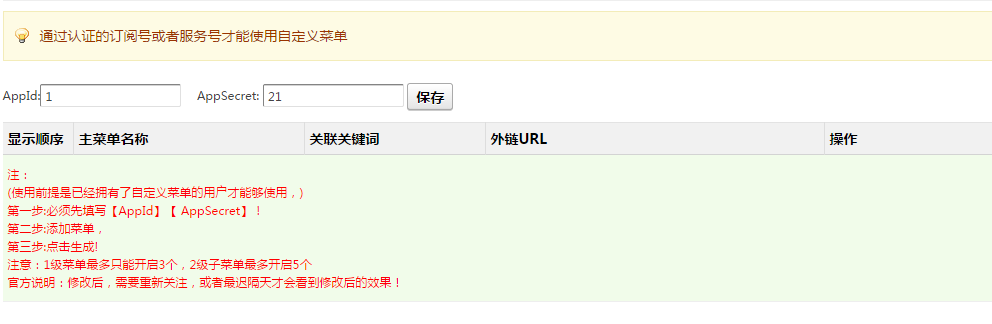 通过认证的订阅号或者服务号才能使用自定义菜单
AppId: 1 AppSecret: 21 保存
显示顺序 主菜单名称 关联关键词 外链URL 操作
注：
(使用前提是已经拥有了自定义菜单的用户才能够使用，)
第一步:必须先填写【AppId】【 AppSecret】！
第二步:添加菜单，
第三步:点击生成!
注意：1级菜单最多只能开启3个，2级子菜单最多开启5个
官方说明：修改后，需要重新关注，或者最迟隔天才会看到修改后的效果！